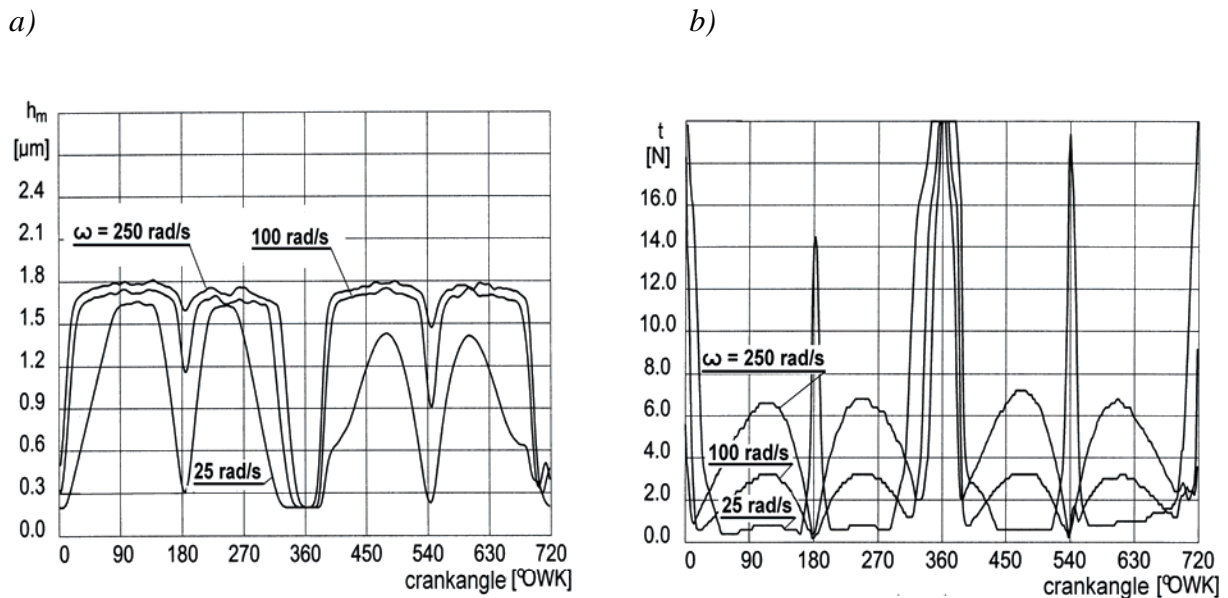 a)
b)
hm
[µm]
2.4
2.1
1.8
1.5
1.2
0.9
0.6
0.3
0.0
ω = 250 rad/s
100 rad/s
25 rad/s
0 90 180 270 360 450 540 630 720
crankangle [ºOWK]
t
[N]
16.0
14.0
12.0
10.0
8.0
6.0
4.0
2.0
0.0
ω = 250 rad/s
100 rad/s
25 rad/s
0 90 180 270 360 450 540 630 720
crankangle [ºOWK]